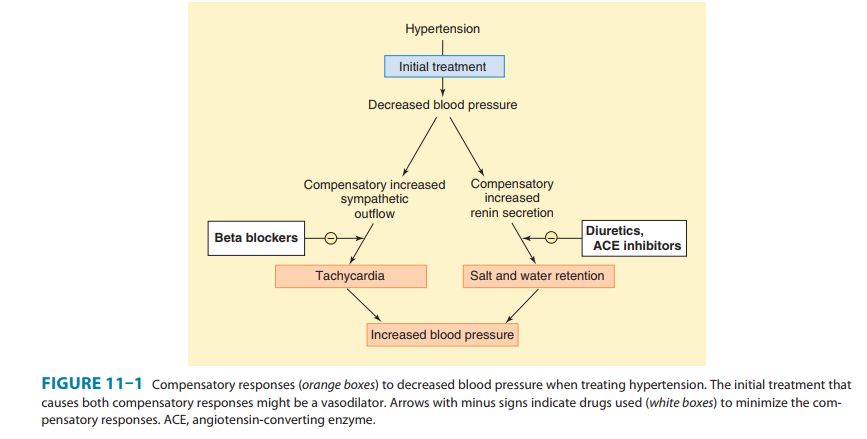 Hypertension
Initial treatment
Decreased blood pressure
Compensatory increased
sympathetic
outflow
Compensatory
increased
renin secretion
Beta blockers
−
−
Diuretics,
ACE inhibitors
Tachycardia
Salt and water retention
Increased blood pressure
FIGURE 11–1 Compensatory responses (orange boxes) to decreased blood pressure when treating hypertension. The initial treatment that
causes both compensatory responses might be a vasodilator. Arrows with minus signs indicate drugs used (white boxes) to minimize the com-
pensatory responses. ACE, angiotensin-converting enzyme.